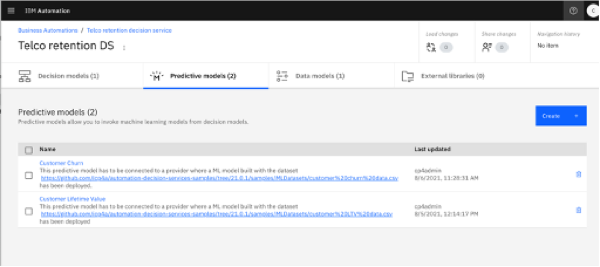 IBM Automation
Business Automations / Telco retention decision service
Telco retention DS
Load changes
0
Share changes
0
Navigation history
No item
Decision models (1)
Predictive models (2)
Data models (1)
External libraries (0)
Predictive models (2)
Predictive models allow you to invoke machine learning models from decision models.
Create
Name
Last updated
Customer Churn
This predictive model has to be connected to a provider where a ML model built with the dataset
https://github.com/icp4a/automation-decision-services-samples/tree/21.0.1/samples/MLDatasets/customer%20churn%20data.csv
has been deployed.
cp4admin
8/5/2021, 11:28:31 AM
Customer Lifetime Value
This predictive model has to be connected to a provider where a ML model built with the dataset
https://github.com/icp4a/automation-decision-services-samples/tree/21.0.1/samples/MLDatasets/customer%20LTV%20data.csv
has been deployed
cp4admin
8/5/2021, 12:14:17 PM